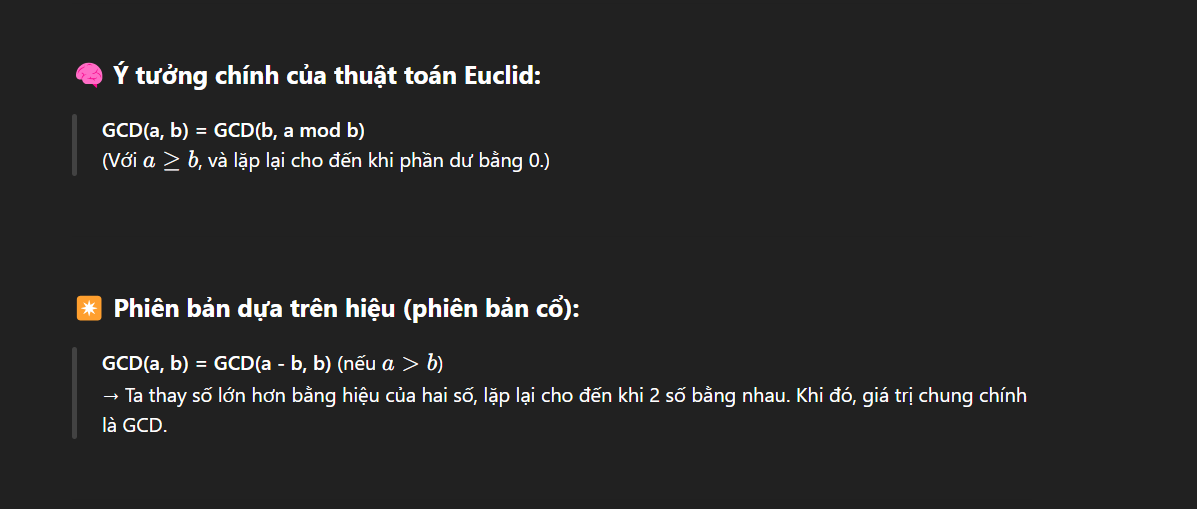 🧠 Ý tưởng chính của thuật toán Euclid:
GCD(a, b) = GCD(b, a mod b)
(Với a ≥ b, và lặp lại cho đến khi phần dư bằng 0.)
✴️ Phiên bản dựa trên hiệu (phiên bản cổ):
GCD(a, b) = GCD(a - b, b) (nếu a > b)
→ Ta thay số lớn hơn bằng hiệu của hai số, lặp lại cho đến khi 2 số bằng nhau. Khi đó, giá trị chung chính
là GCD.